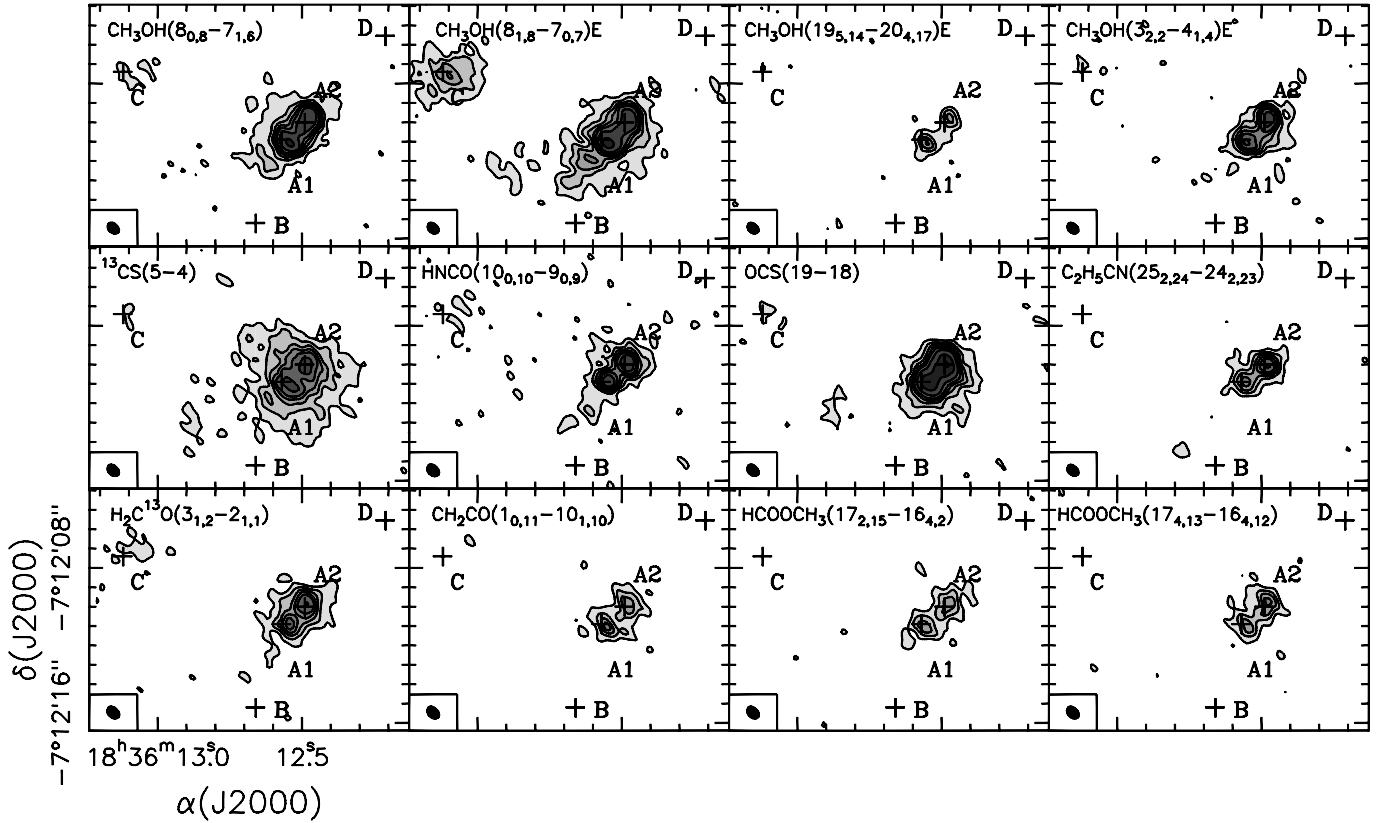 CH3OH(80,8−71,6) D
A2
C
A1
B
CH3OH(81,8−70,7)E D
A2
C
A1
B
CH3OH(195,14−204,17)E D
A2
C
A1
B
CH3OH(32,2−41,4)E D
A2
C
A1
B
13CS(5−4) D
A2
C
A1
B
HNCO(100,10−90,9) D
A2
C
A1
B
OCS(19−18) D
A2
C
A1
B
C2H5CN(252,24−242,23) D
A2
C
A1
B
H2C13O(31,2−21,1) D
A2
C
A1
B
CH2CO(10,11−101,10) D
A2
C
A1
B
HCOOCH3(172,15−164,2) D
A2
C
A1
B
HCOOCH3(174,13−164,12) D
A2
C
A1
B
δ(J2000)
−7°12'08"
−7°12'16"
18h36m13s.0 12s.5
α(J2000)